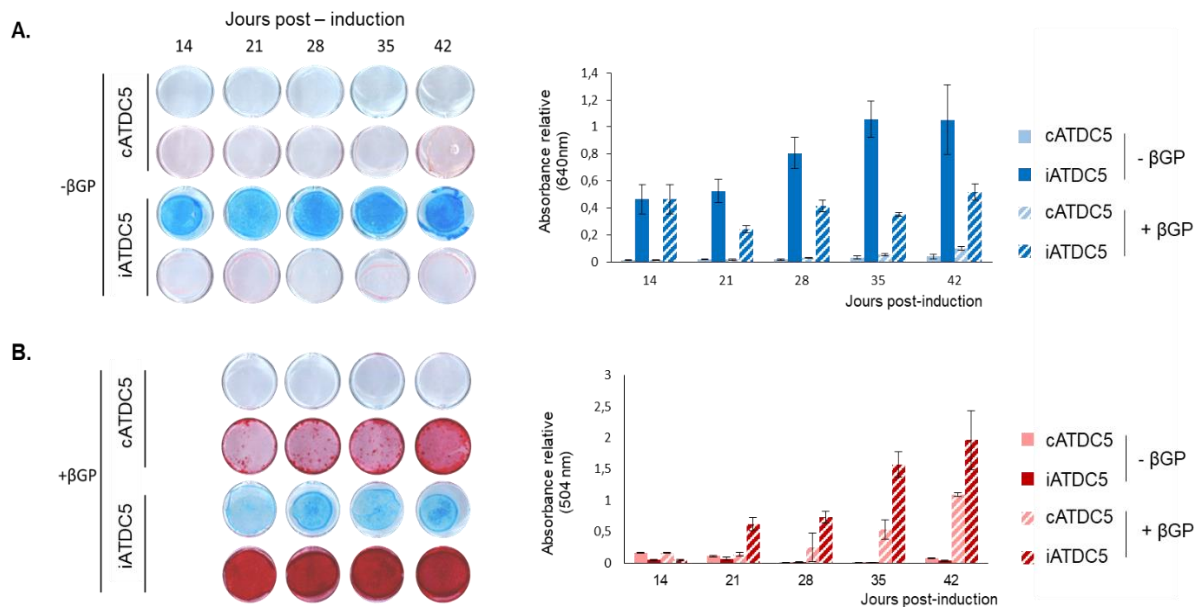 A.
Jours post – induction
14 21 28 35 42
-βGP
cATDC5
iATDC5
Absorbance relative
(640nm)
1,4
1,2
1
0,8
0,6
0,4
0,2
0
14 21 28 35 42
Jours post-induction
cATDC5
iATDC5
- βGP
cATDC5
iATDC5
+ βGP
B.
+βGP
cATDC5
iATDC5
Absorbance relative
(504 nm)
3
2,5
2
1,5
1
0,5
0
14 21 28 35 42
Jours post-induction
cATDC5
iATDC5
- βGP
cATDC5
iATDC5
+ βGP